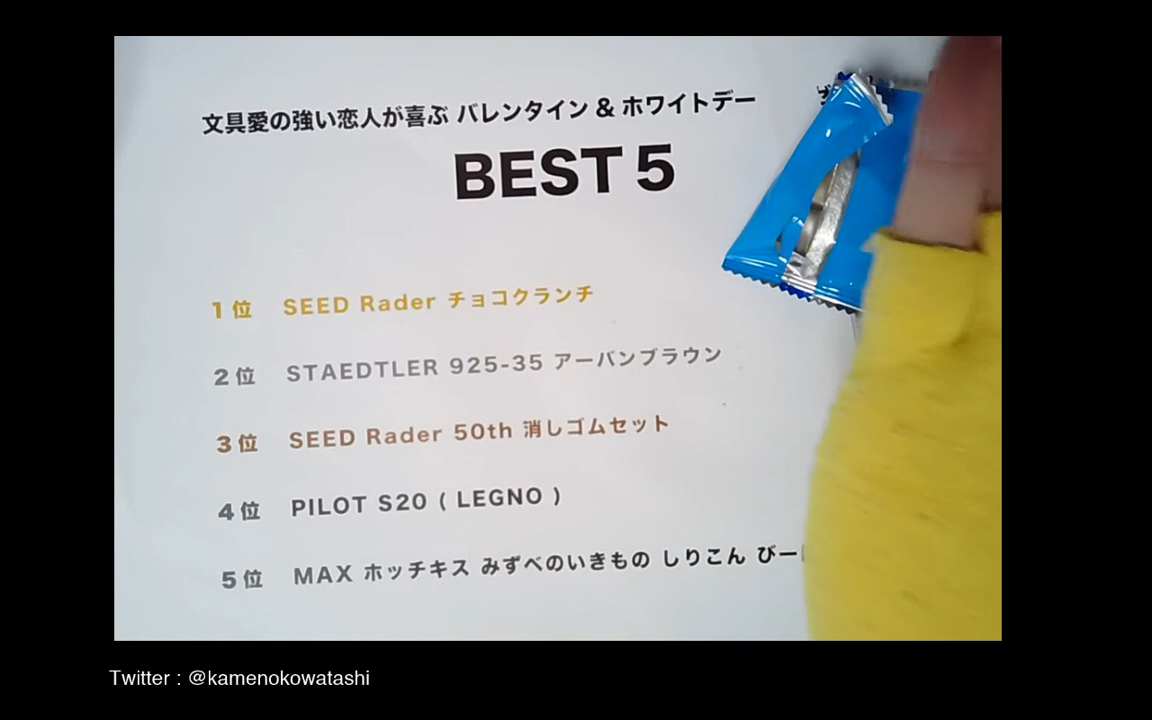 文具愛の強い恋人が喜ぶ バレンタイン & ホワイトデー
BEST 5
1位 SEED Rader チョコクランチ
2位 STAEDTLER 925-35 アーバンブラウン
3位 SEED Rader 50th 消しゴムセット
4位 PILOT S20 ( LEGNO )
5位 MAX ホッチキス みずべのいきもの しりこん びー
Twitter : @kamenokowatashi